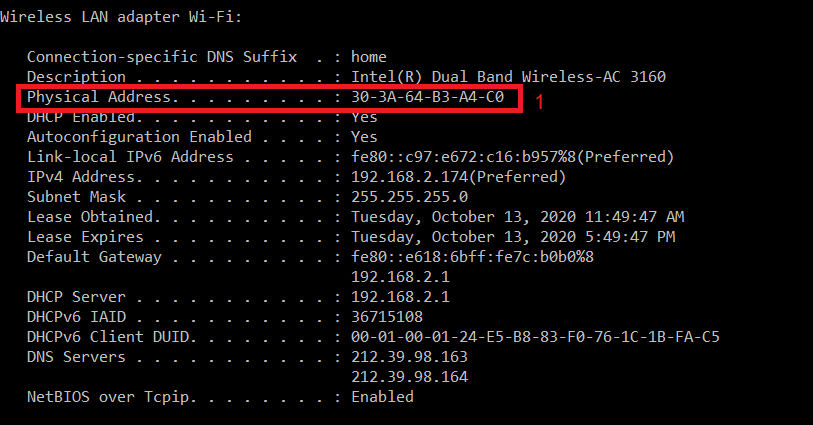 Wireless LAN adapter Wi-Fi:
Connection-specific DNS Suffix  . : home
Description . . . . . . . . . . . : Intel(R) Dual Band Wireless-AC 3160
Physical Address. . . . . . . . . : 30-3A-64-B3-A4-C0 1
DHCP Enabled. . . . . . . . . . . : Yes
Autoconfiguration Enabled . . . . : Yes
Link-local IPv6 Address . . . . . : fe80::c97:e672:c16:b957%8(Preferred)
IPv4 Address. . . . . . . . . . . : 192.168.2.174(Preferred)
Subnet Mask . . . . . . . . . . . : 255.255.255.0
Lease Obtained. . . . . . . . . . : Tuesday, October 13, 2020 11:49:47 AM
Lease Expires . . . . . . . . . . : Tuesday, October 13, 2020 5:49:47 PM
Default Gateway . . . . . . . . . : fe80::e618:6bff:fe7c:b0b0%8
192.168.2.1
DHCP Server . . . . . . . . . . . : 192.168.2.1
DHCPv6 IAID . . . . . . . . . . . : 36715108
DHCPv6 Client DUID. . . . . . . . : 00-01-00-01-24-E5-B8-83-F0-76-1C-1B-FA-C5
DNS Servers . . . . . . . . . . . : 212.39.98.163
212.39.98.164
NetBIOS over Tcpip. . . . . . . . : Enabled